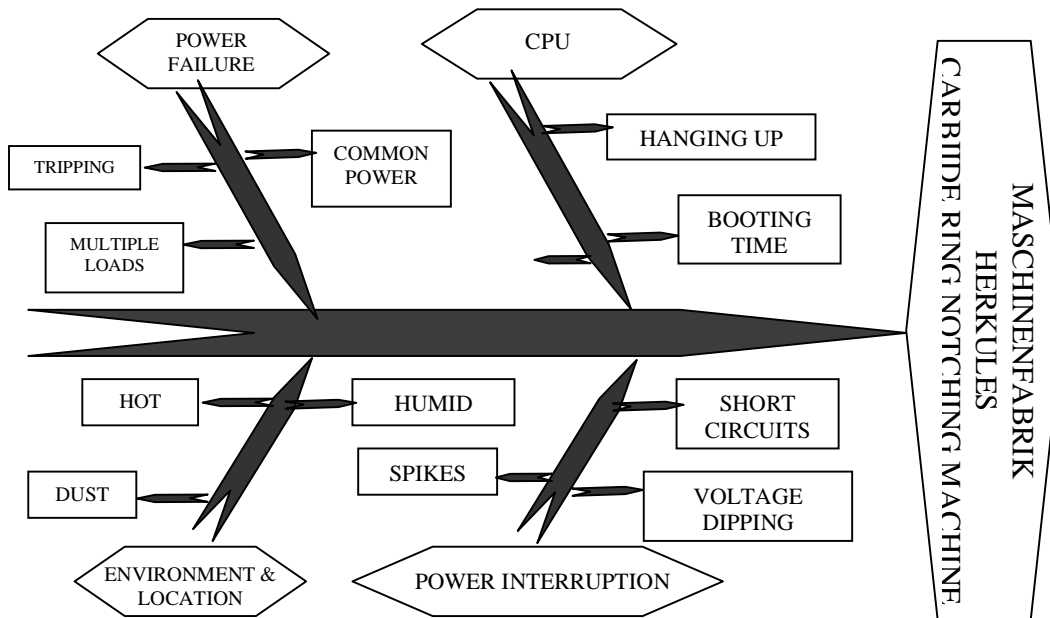 POWER
FAILURE
CPU
TRIPPING
COMMON
POWER
HANGING UP
MULTIPLE
LOADS
BOOTING
TIME
HOT
HUMID
SHORT
CIRCUITS
DUST
SPIKES
VOLTAGE
DIPPING
ENVIRONMENT &
LOCATION
POWER INTERRUPTION
MASCHINENFABRIK
HERKULES
CARBIIDE RING NOTCHING MACHINE